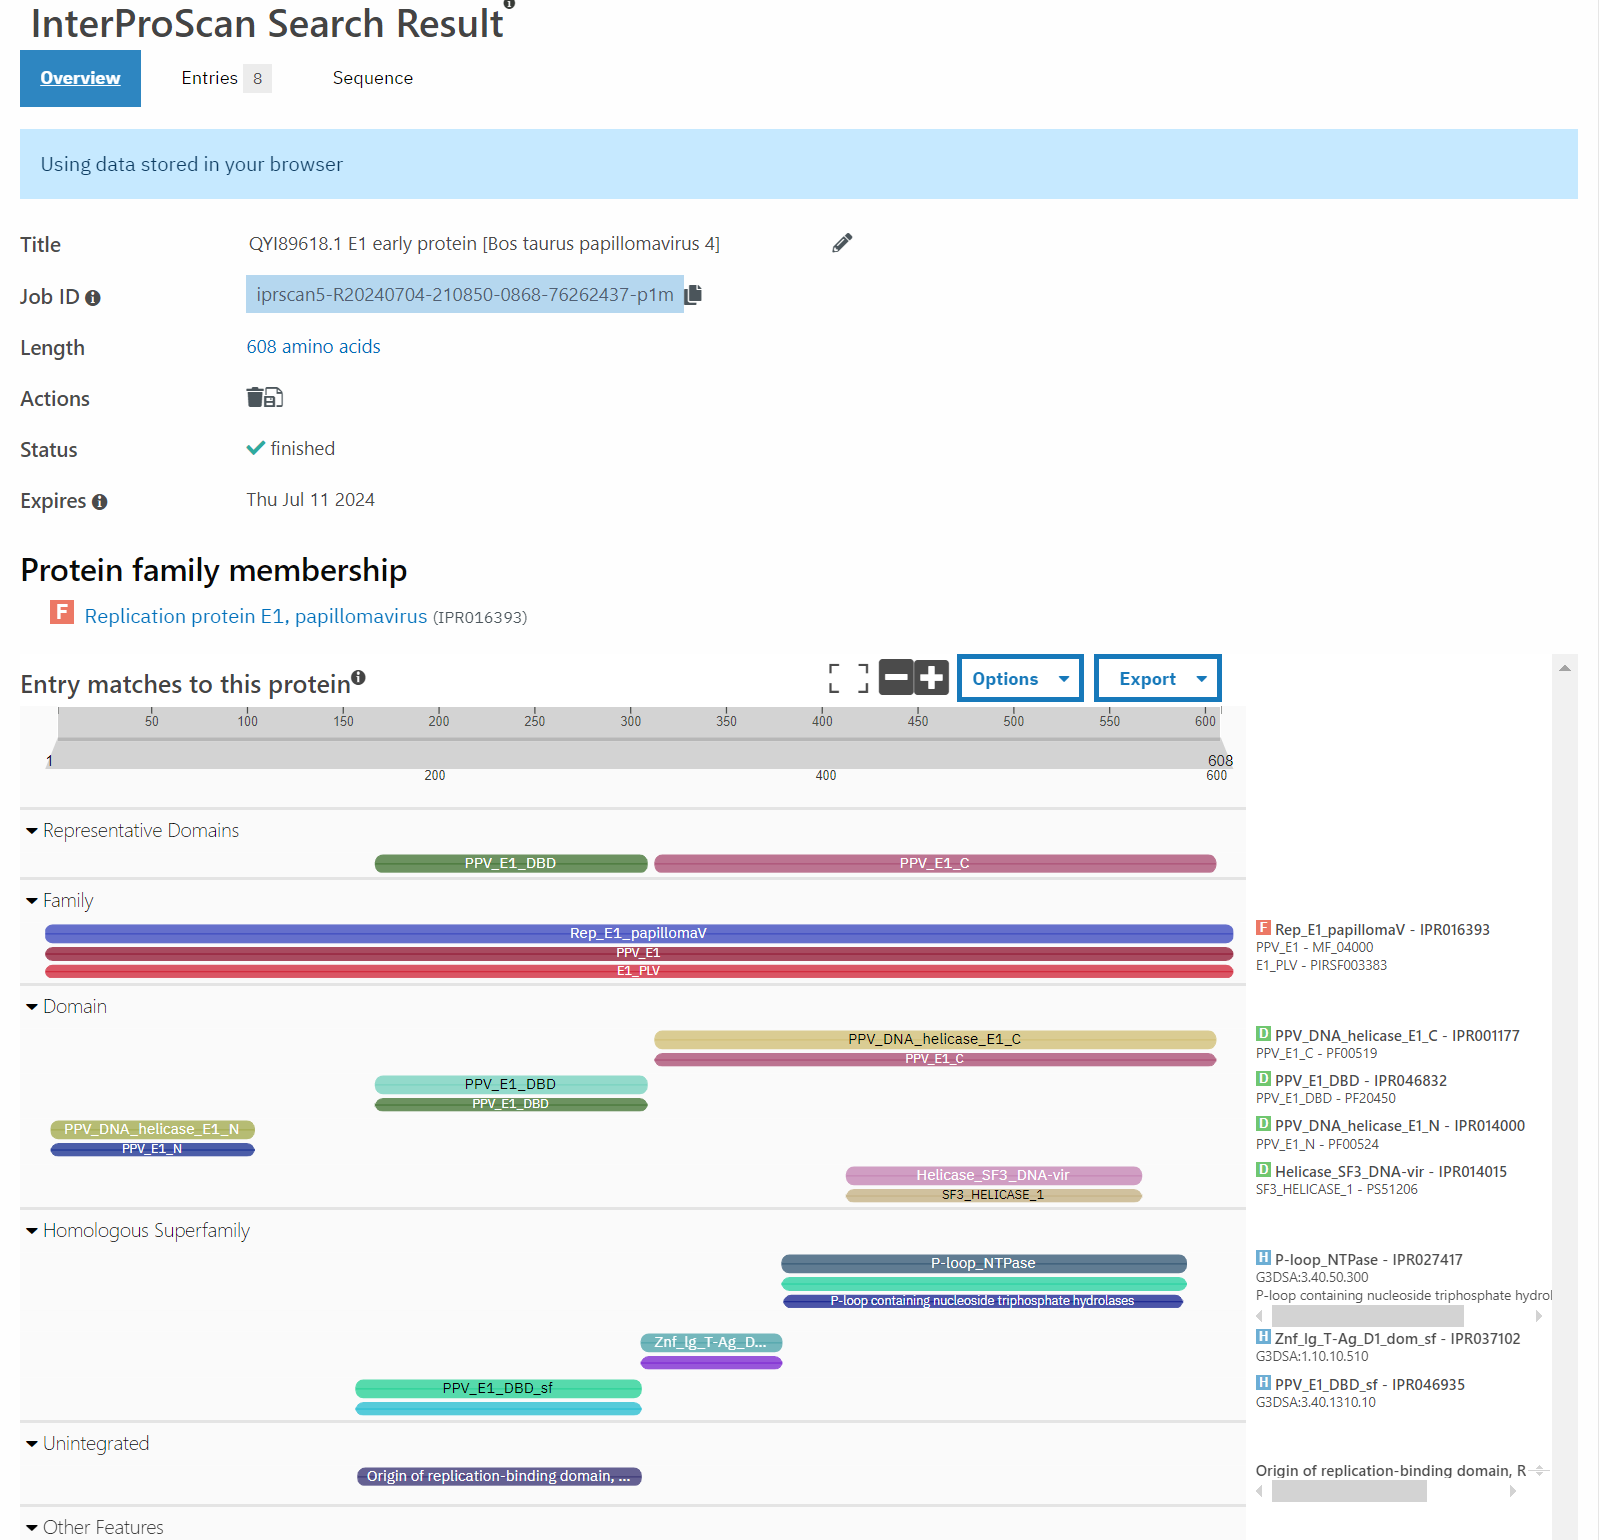 InterProScan Search Result
Overview Entries 8 Sequence
Using data stored in your browser
Title QYI89618.1 E1 early protein [Bos taurus papillomavirus 4]
Job ID iprscan5-R20240704-210850-0868-76262437-p1m
Length 608 amino acids
Actions
Status finished
Expires Thu Jul 11 2024
Protein family membership
F Replication protein E1, papillomavirus (IPR016393)
Entry matches to this protein Options Export
50 100 150 200 250 300 350 400 450 500 550 600
1 608
200 400 600
Representative Domains
PPV_E1_DBD PPV_E1_C
Family
Rep_E1_papillomaV F Rep_E1_papillomaV - IPR016393
PPV_E1 PPV_E1 - MF_04000
E1_PLV E1_PLV - PIRSF003383
Domain
PPV_DNA_helicase_E1_C D PPV_DNA_helicase_E1_C - IPR001177
PPV_E1_C PPV_E1_C - PF00519
PPV_E1_DBD D PPV_E1_DBD - IPR046832
PPV_E1_DBD PPV_E1_DBD - PF20450
PPV_DNA_helicase_E1_N D PPV_DNA_helicase_E1_N - IPR014000
PPV_E1_N PPV_E1_N - PF00524
Helicase_SF3_DNA-vir D Helicase_SF3_DNA-vir - IPR014015
SF3_HELICASE_1 SF3_HELICASE_1 - PS51206
Homologous Superfamily
P-loop_NTPase H P-loop_NTPase - IPR027417
G3DSA:3.40.50.300
P-loop containing nucleoside triphosphate hydrolases P-loop containing nucleoside triphosphate hydrol
Znf_lg_T-Ag_D... H Znf_lg_T-Ag_D1_dom_sf - IPR037102
G3DSA:1.10.10.510
PPV_E1_DBD_sf H PPV_E1_DBD_sf - IPR046935
G3DSA:3.40.1310.10
Unintegrated
Origin of replication-binding domain, ... Origin of replication-binding domain, R
Other Features